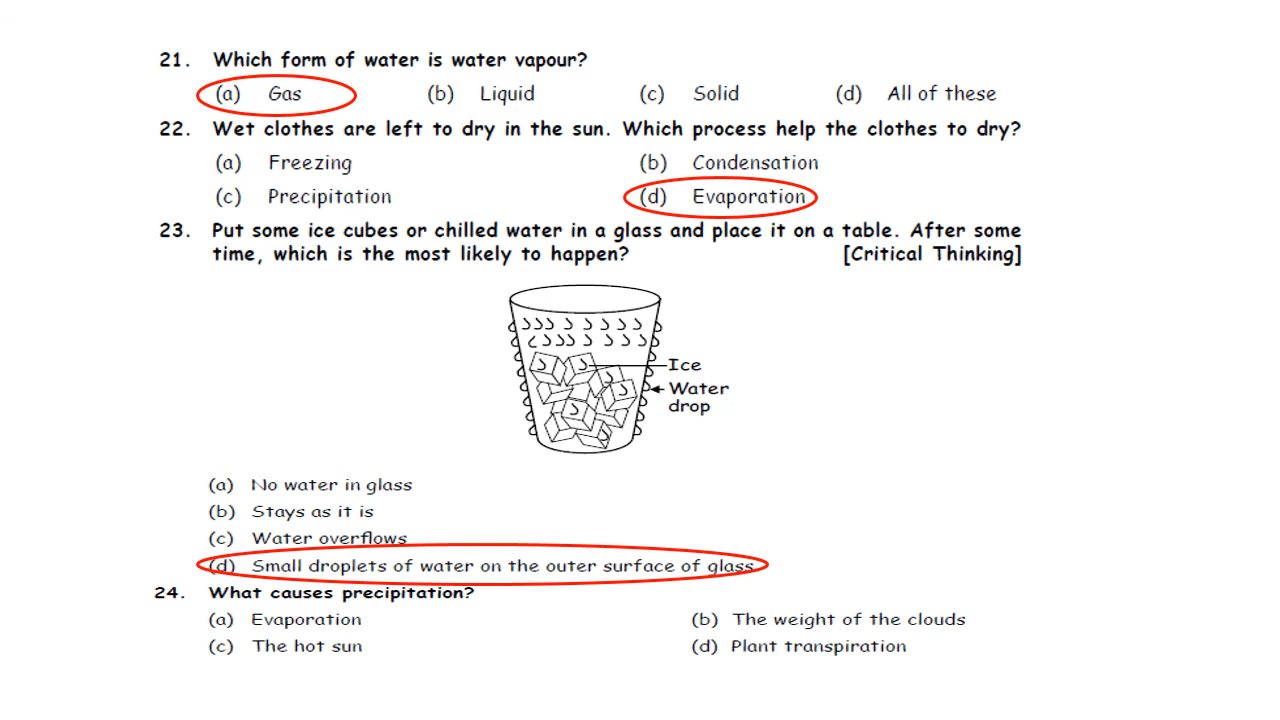 21. Which form of water is water vapour?
(a) Gas (b) Liquid (c) Solid (d) All of these
22. Wet clothes are left to dry in the sun. Which process help the clothes to dry?
(a) Freezing (b) Condensation
(c) Precipitation (d) Evaporation
23. Put some ice cubes or chilled water in a glass and place it on a table. After some
time, which is the most likely to happen? [Critical Thinking]
Ice
Water
drop
(a) No water in glass
(b) Stays as it is
(c) Water overflows
(d) Small droplets of water on the outer surface of glass
24. What causes precipitation?
(a) Evaporation (b) The weight of the clouds
(c) The hot sun (d) Plant transpiration